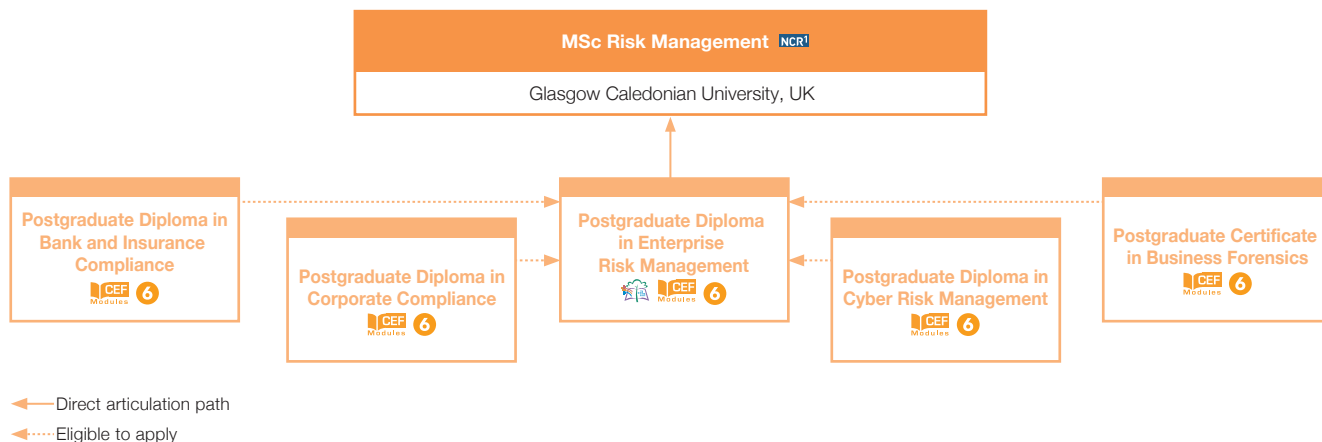 MSc Risk Management NCR1
Glasgow Caledonian University, UK
Postgraduate Diploma in
Bank and Insurance
Compliance
CEF
Modules
6
Postgraduate Diploma in
Corporate Compliance
CEF
Modules
6
Postgraduate Diploma
in Enterprise
Risk Management
CEF
Modules
6
Postgraduate Diploma in
Cyber Risk Management
CEF
Modules
6
Postgraduate Certificate
in Business Forensics
CEF
Modules
6
Direct articulation path
Eligible to apply